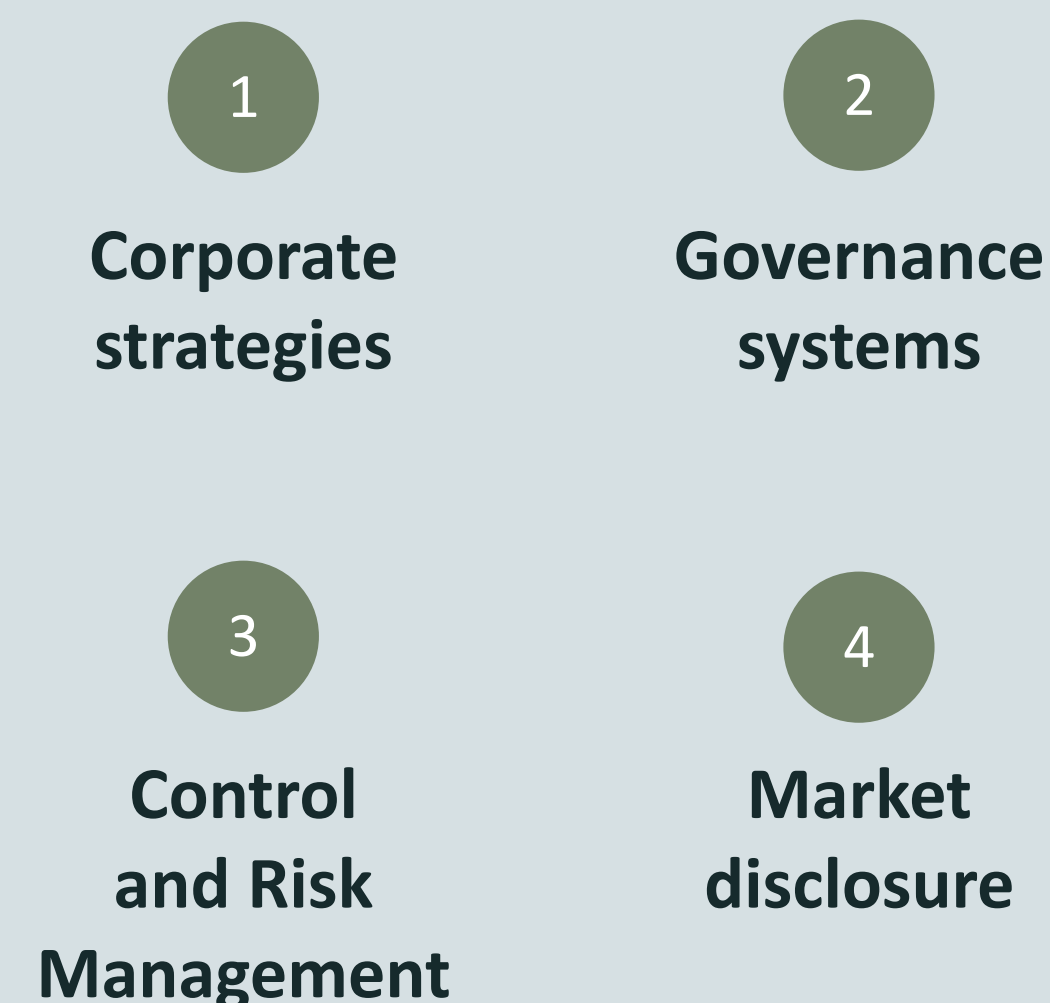 1
Corporate
strategies
2
Governance
systems
3
Control
and Risk
Management
4
Market
disclosure